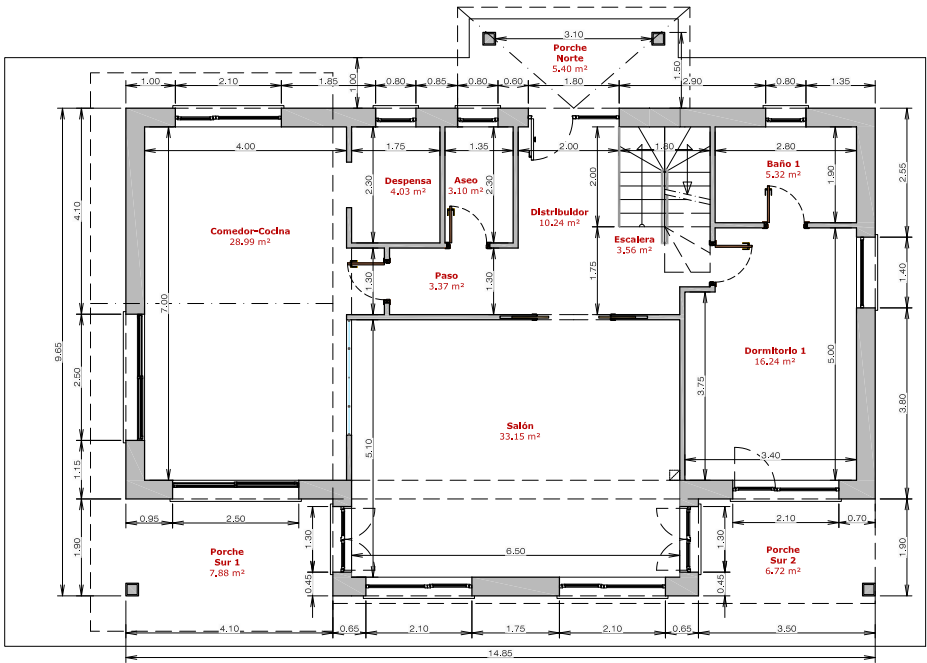 3.10
Porche
Norte
5.40 m²
1.50
1.00
1.00
2.10
1.85
0.80
0.85
0.80
0.60
1.80
2.90
0.80
1.35
4.00
1.75
1.35
2.00
1.80
2.80
Despensa
4.03 m²
2.30
Aseo
3.10 m²
2.30
2.00
Baño 1
5.32 m²
1.90
2.55
4.10
Comedor-Cocina
28.99 m²
Distribuidor
10.24 m²
Escalera
3.56 m²
1.75
1.40
Paso
3.37 m²
1.30
1.30
7.00
9.65
2.50
Dormitorio 1
16.24 m²
5.00
3.75
3.80
Salón
33.15 m²
5.10
3.40
1.15
0.95
2.50
2.10
0.70
1.90
1.30
6.50
1.30
1.90
Porche
Sur 1
7.88 m²
Porche
Sur 2
6.72 m²
0.45
0.45
4.10
0.65
2.10
1.75
2.10
0.65
3.50
14.85